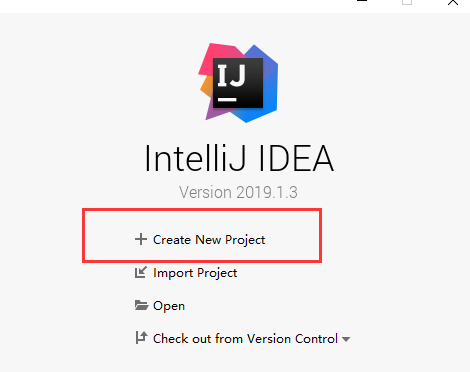 IJ
IntelliJ IDEA
Version 2019.1.3
Create New Project
Import Project
Open
Check out from Version Control